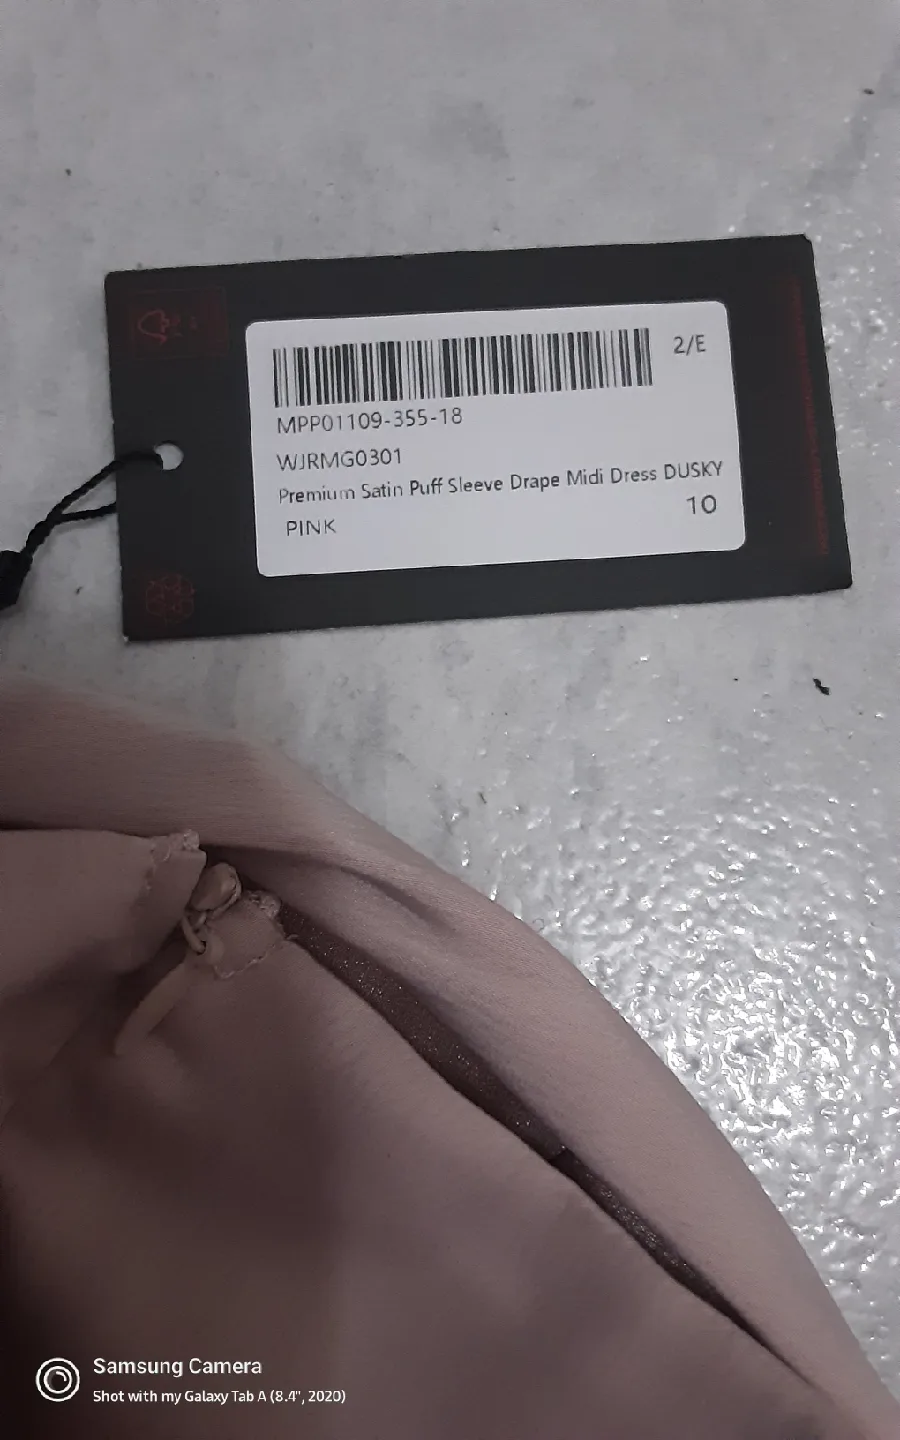 2/E
MPP01109-355-18
WJRMG0301
Premium Satin Puff Sleeve Drape Midi Dress DUSKY
PINK 10
Samsung Camera
Shot with my Galaxy Tab A (8.4", 2020)